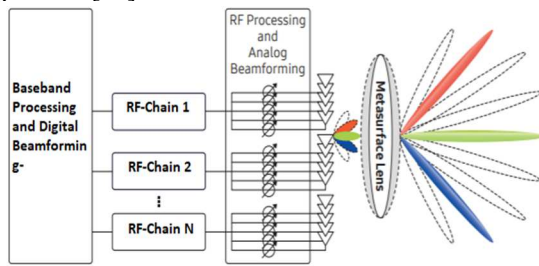 Baseband
Processing
and Digital
Beamformin
g-
RF-Chain 1
RF-Chain 2
RF-Chain N
RF Processing
and
Analog
Beamforming
Metasurface Lens